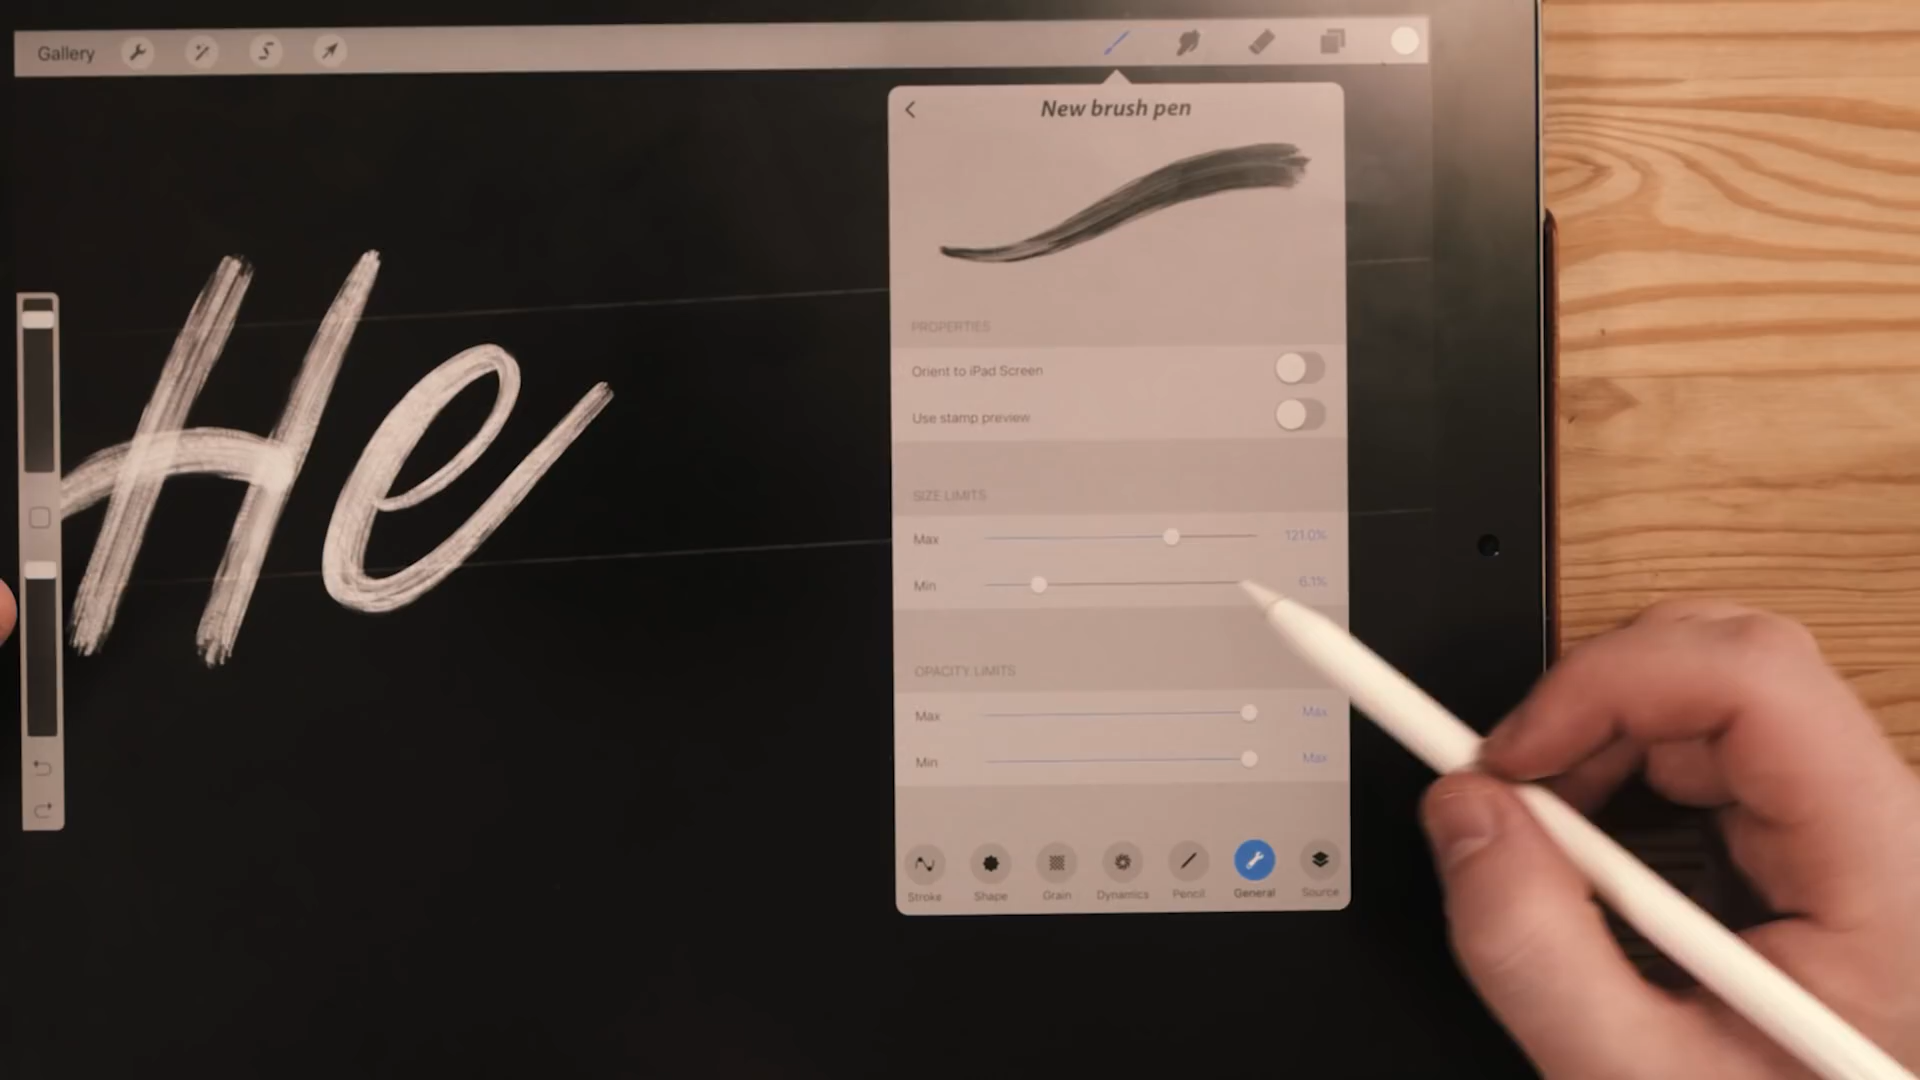 Gallery
New brush pen
He
PROPERTIES
Orient to iPad Screen
Use stamp preview
SIZE LIMITS
Max 121.0%
Min 6.1%
OPACITY LIMITS
Max Max
Min Max
Stroke Shape Grain Dynamics Pencil General Source